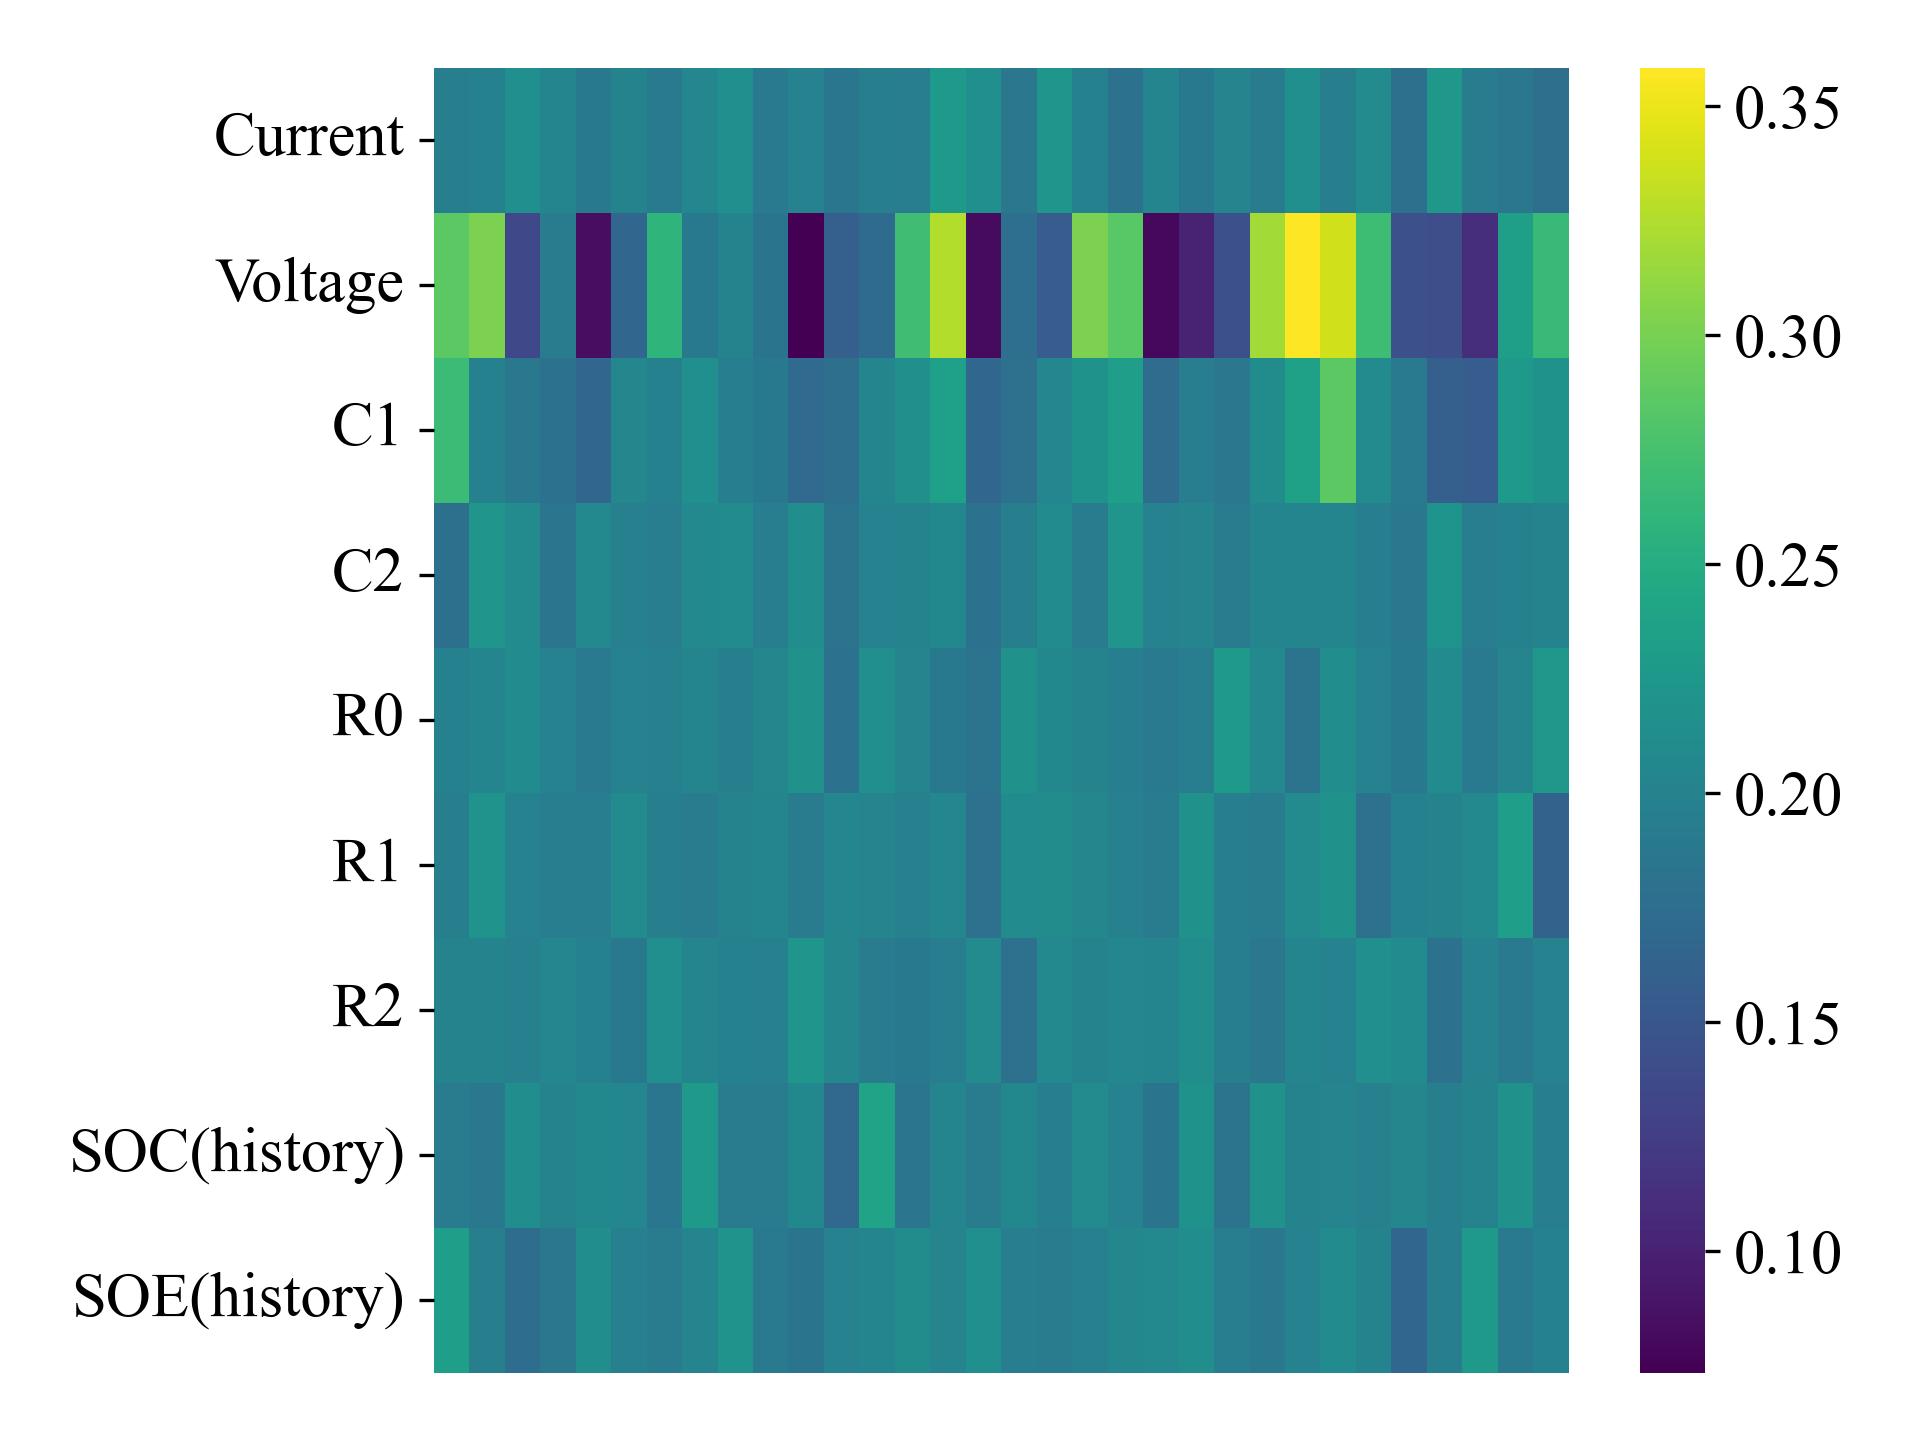 Current
Voltage
C1
C2
R0
R1
R2
SOC(history)
SOE(history)
0.35
0.30
0.25
0.20
0.15
0.10